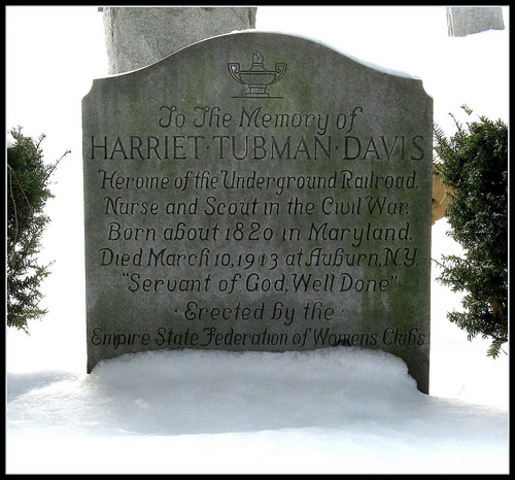 To The Memory of
HARRIET·TUBMAN·DAVIS
Heroine of the Underground Railroad.
Nurse and Scout in the Civil War.
Born about 1820 in Maryland.
Died March 10, 1913 at Auburn, N.Y.
"Servant of God, Well Done"
·Erected by the·
Empire State Federation of Womens Clubs